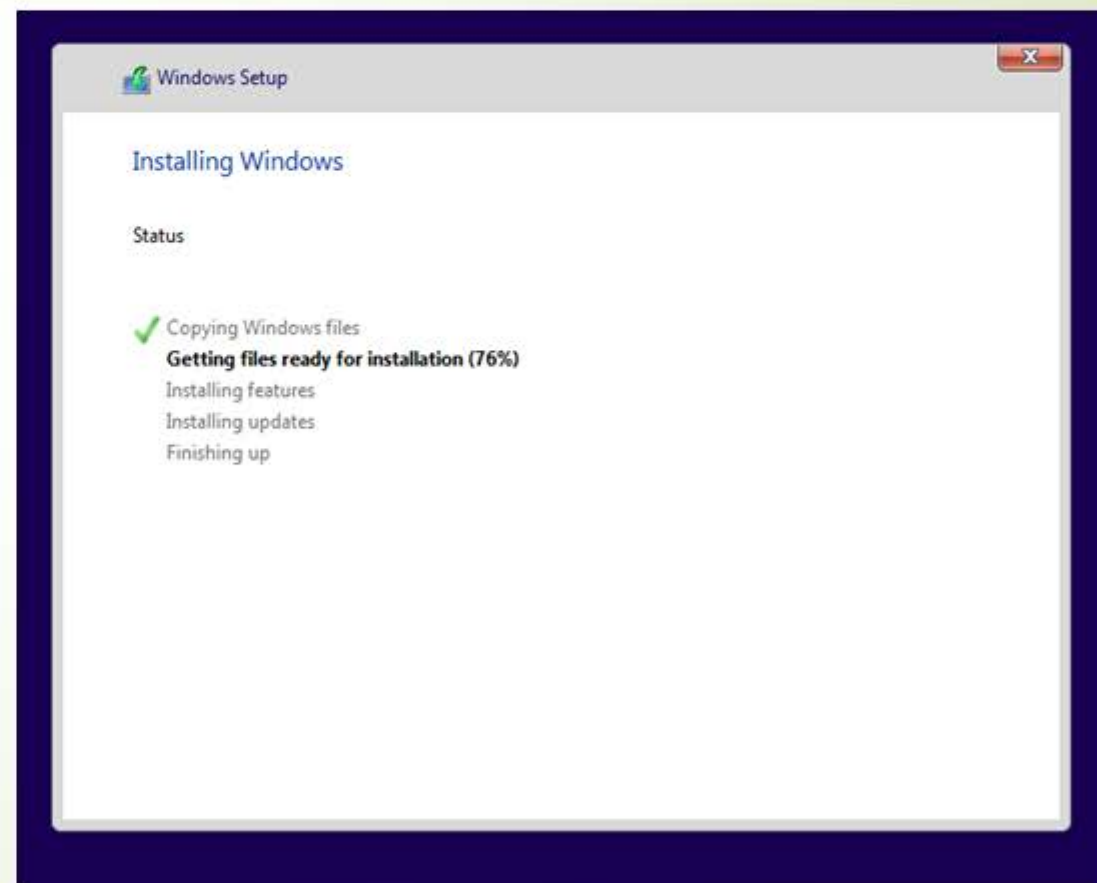 Windows Setup
Installing Windows
Status
Copying Windows files
Getting files ready for installation (76%)
Installing features
Installing updates
Finishing up